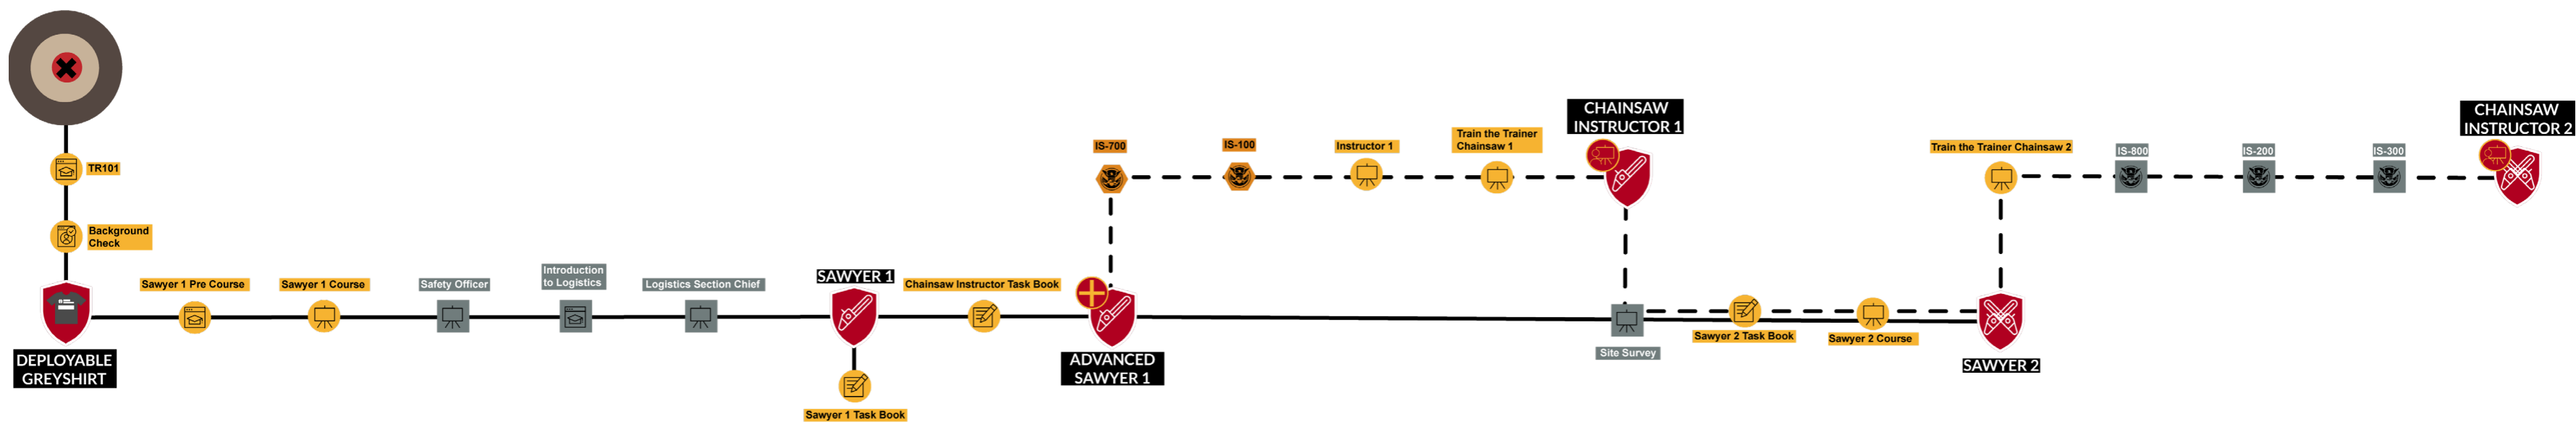 TR101
Background
Check
DEPLOYABLE
GREYSHIRT
Sawyer 1 Pre Course
Sawyer 1 Course
Safety Officer
Introduction
to Logistics
Logistics Section Chief
SAWYER 1
Sawyer 1 Task Book
Chainsaw Instructor Task Book
ADVANCED
SAWYER 1
IS-700
IS-100
Instructor 1
Train the Trainer
Chainsaw 1
CHAINSAW
INSTRUCTOR 1
Site Survey
Sawyer 2 Task Book
Sawyer 2 Course
SAWYER 2
Train the Trainer Chainsaw 2
IS-800
IS-200
IS-300
CHAINSAW
INSTRUCTOR 2